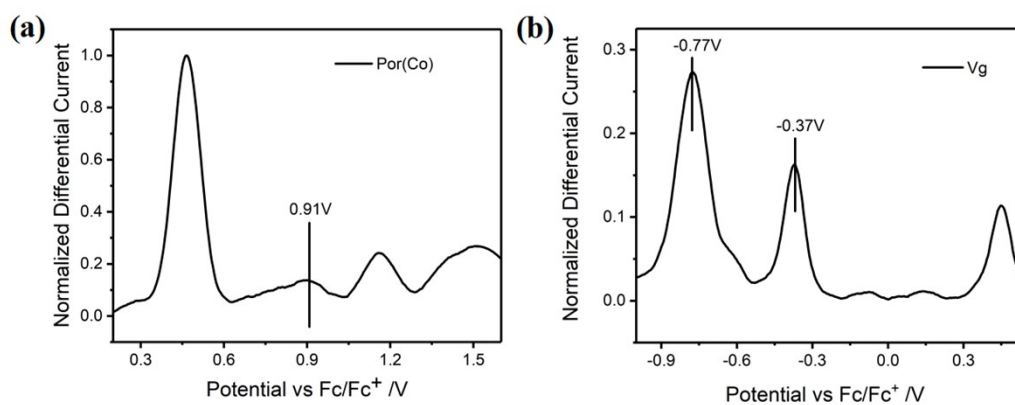 (a)
Normalized Differential Current
1.0
0.8
0.6
0.4
0.2
0.0
Por(Co)
0.91V
0.3
0.6
0.9
1.2
1.5
Potential vs Fc/Fc+ /V
(b)
Normalized Differential Current
0.3
0.2
0.1
0.0
-0.77V
-0.37V
Vg
-0.9
-0.6
-0.3
0.0
0.3
Potential vs Fc/Fc+ /V